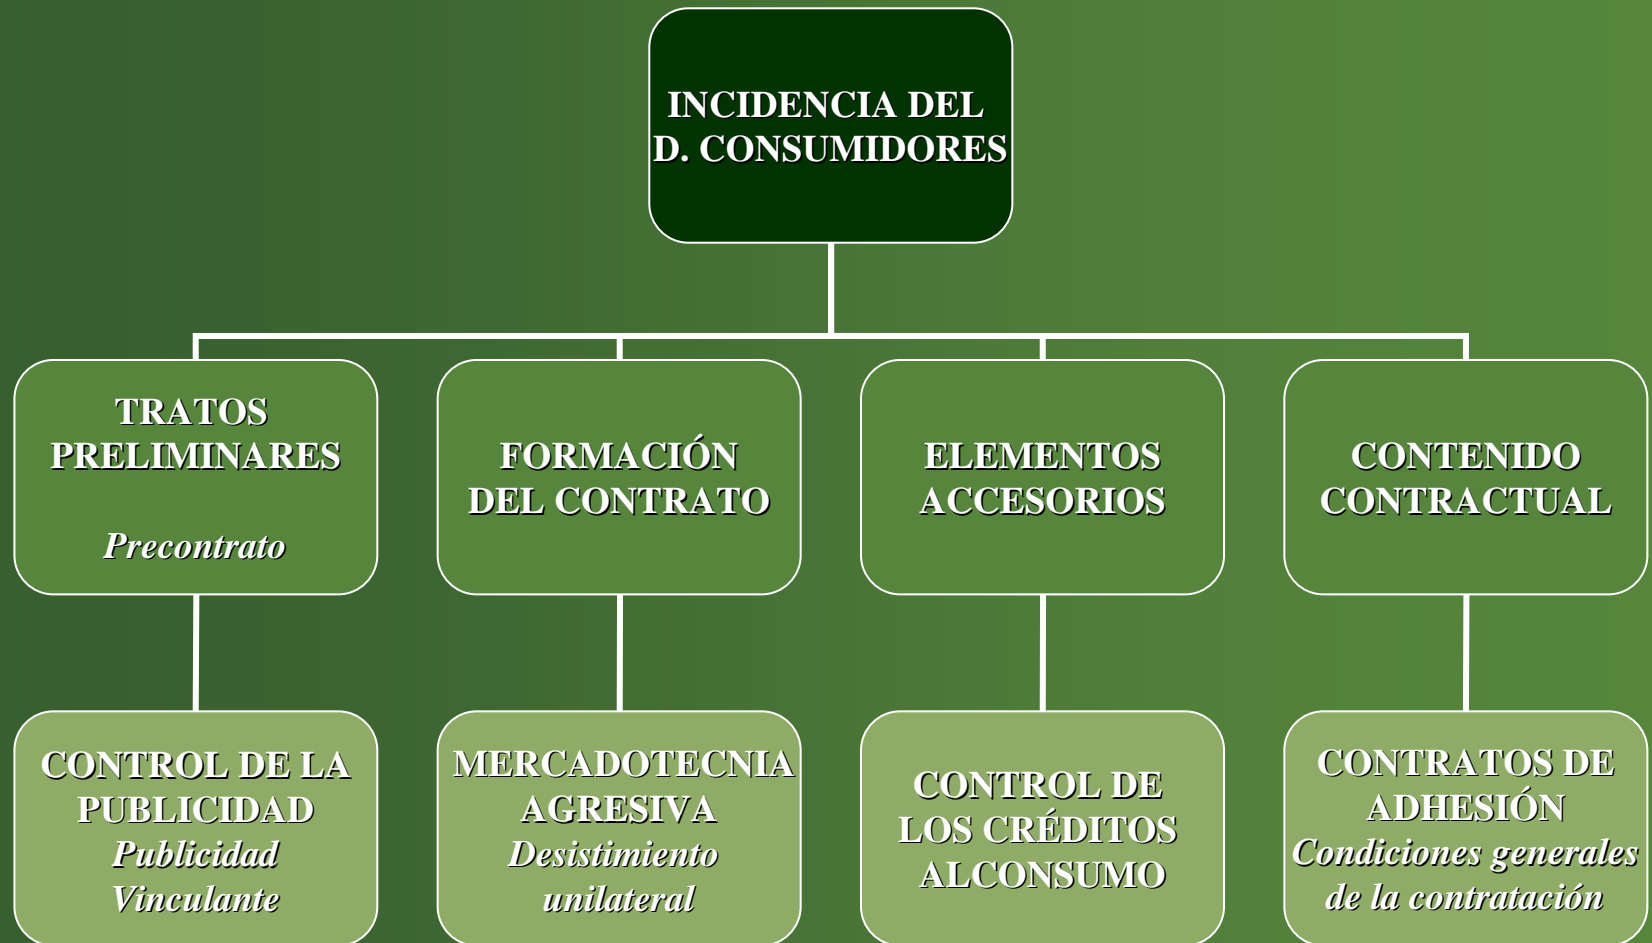 INCIDENCIA DEL
D. CONSUMIDORES
TRATOS
PRELIMINARES
Precontrato
FORMACIÓN
DEL CONTRATO
ELEMENTOS
ACCESORIOS
CONTENIDO
CONTRACTUAL
CONTROL DE LA
PUBLICIDAD
Publicidad
Vinculante
MERCADOTECNIA
AGRESIVA
Desistimiento
unilateral
CONTROL DE
LOS CRÉDITOS
ALCONSUMO
CONTRATOS DE
ADHESIÓN
Condiciones generales
de la contratación